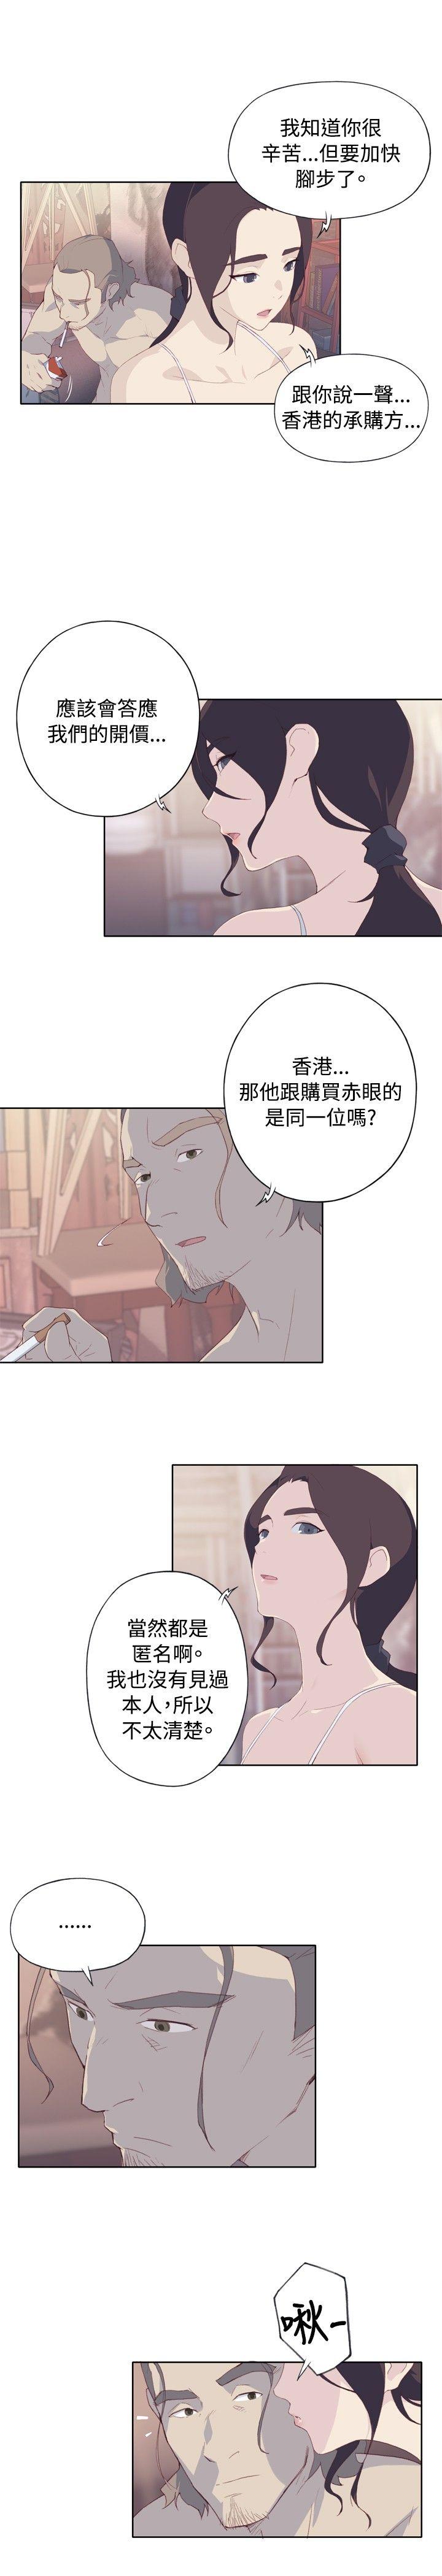 我知道你很
辛苦...但要加快
腳步了。
跟你說一聲...
香港的承購方...
應該會答應
我們的開價...
香港...
那他跟購買赤眼的
是同一位嗎?
當然都是
匿名啊。
我也沒有見過
本人,所以
不太清楚。
......
啾~